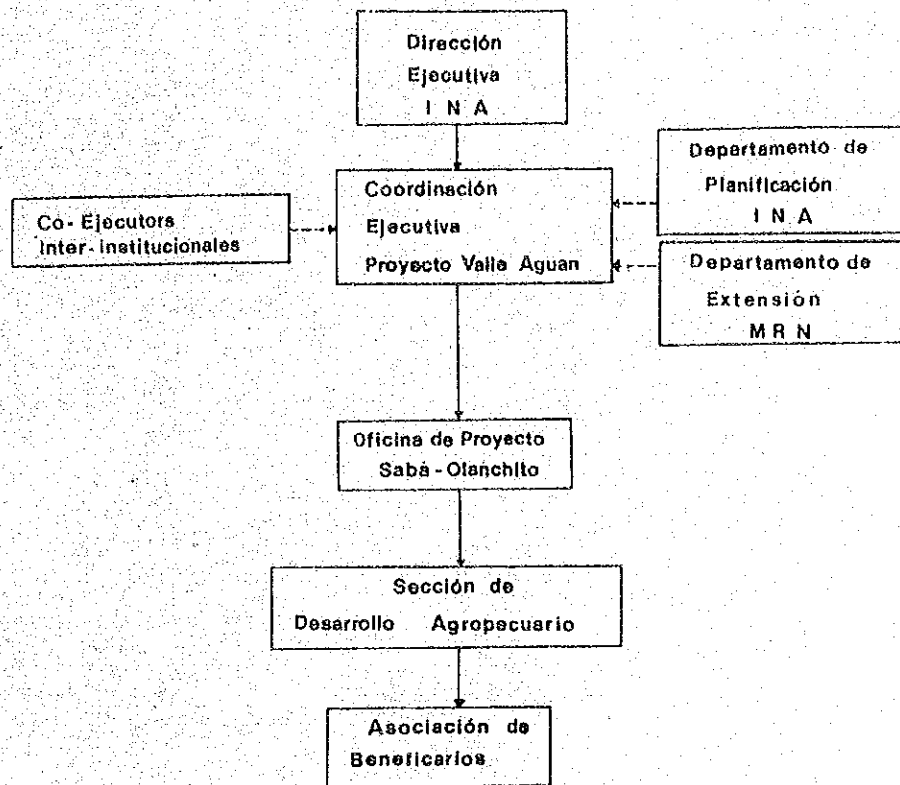 Dirección
Ejecutiva
I N A
Departamento de
Planificación
I N A
Coordinación
Ejecutiva
Proyecto Valle Aguan
Co-Ejecutors
Inter-institucionales
Departamento de
Extensión
M R N
Oficina de Proyecto
Sabá-Olanchito
Sección de
Desarrollo Agropecuario
Asociación de
Beneficarios